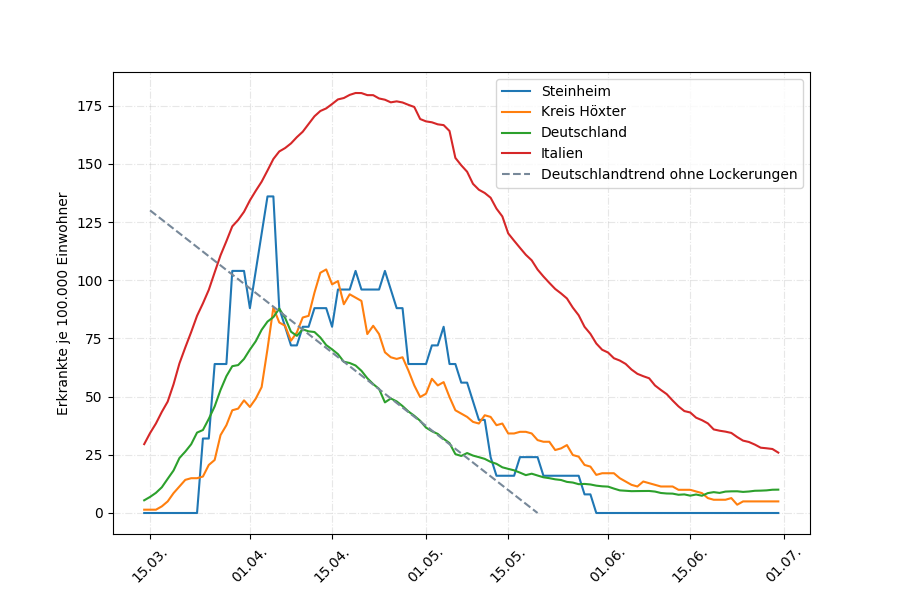 Steinheim
Kreis Höxter
Deutschland
Italien
Deutschlandtrend ohne Lockerungen
Erkrankte je 100.000 Einwohner
175
150
125
100
75
50
25
0
15.03.
01.04.
15.04.
01.05.
15.05.
01.06.
15.06.
01.07.